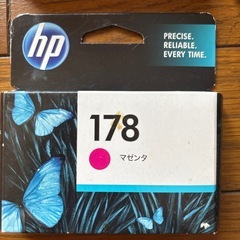 hp
PRECISE.
RELIABLE.
EVERY TIME.
178
マゼンタ